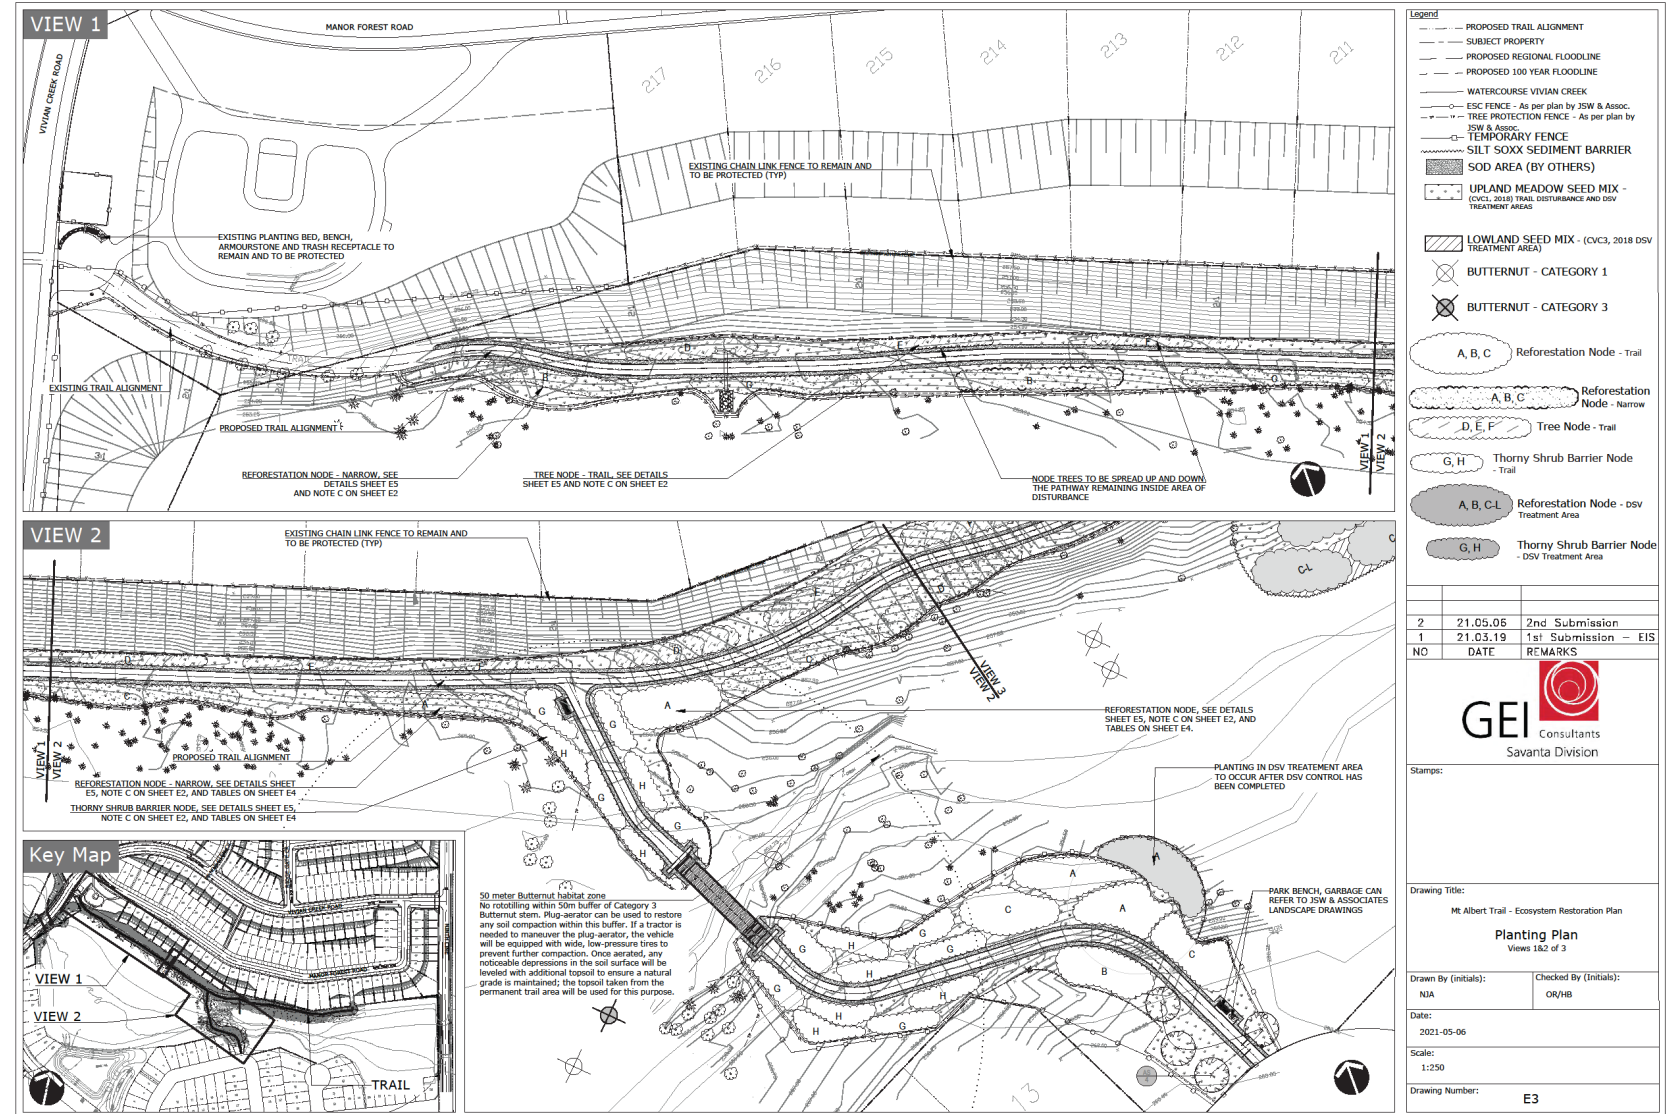 VIEW 1
MANOR FOREST ROAD
VIVIAN CREEK ROAD
217
216
215
214
213
212
211
EXISTING CHAIN LINK FENCE TO REMAIN AND
TO BE PROTECTED (TYP)
EXISTING PLANTING BED, BENCH,
ARMOURSTONE AND TRASH RECEPTACLE TO
REMAIN AND TO BE PROTECTED
TRAIL
EXISTING TRAIL ALIGNMENT
PROPOSED TRAIL ALIGNMENT
3:1
D
E
F
B
G
B
C
REFORESTATION NODE - NARROW, SEE
DETAILS SHEET E5
AND NOTE C ON SHEET E2
TREE NODE - TRAIL, SEE DETAILS
SHEET E5 AND NOTE C ON SHEET E2
NODE TREES TO BE SPREAD UP AND DOWN
THE PATHWAY REMAINING INSIDE AREA OF
DISTURBANCE
VIEW 1
VIEW 2
VIEW 2
EXISTING CHAIN LINK FENCE TO REMAIN AND
TO BE PROTECTED (TYP)
C-L
VIEW 3
VIEW 2
VIEW 1
VIEW 2
REFORESTATION NODE, SEE DETAILS
SHEET E5, NOTE C ON SHEET E2, AND
TABLES ON SHEET E4.
PROPOSED TRAIL ALIGNMENT
REFORESTATION NODE - NARROW, SEE DETAILS SHEET
E5, NOTE C ON SHEET E2, AND TABLES ON SHEET E4
THORNY SHRUB BARRIER NODE, SEE DETAILS SHEET E5,
NOTE C ON SHEET E2, AND TABLES ON SHEET E4
PLANTING IN DSV TREATEMENT AREA
TO OCCUR AFTER DSV CONTROL HAS
BEEN COMPLETED
PARK BENCH, GARBAGE CAN
REFER TO JSW & ASSOCIATES
LANDSCAPE DRAWINGS
50 meter Butternut habitat zone
No rototilling within 50m buffer of Category 3
Butternut stem. Plug-aerator can be used to restore
any soil compaction within this buffer. If a tractor is
needed to maneuver the plug-aerator, the vehicle
will be equipped with wide, low-pressure tires to
prevent further compaction. Once aerated, any
noticeable depressions in the soil surface will be
leveled with additional topsoil to ensure a natural
grade is maintained; the topsoil taken from the
permanent trail area will be used for this purpose.
13
Key Map
VIVIAN CREEK ROAD
MANOR FOREST ROAD
VIEW 1
VIEW 2
TRAIL
Legend
PROPOSED TRAIL ALIGNMENT
SUBJECT PROPERTY
PROPOSED REGIONAL FLOODLINE
PROPOSED 100 YEAR FLOODLINE
WATERCOURSE VIVIAN CREEK
ESC FENCE - As per plan by JSW & Assoc.
TREE PROTECTION FENCE - As per plan by
JSW & Assoc.
TEMPORARY FENCE
SILT SOXX SEDIMENT BARRIER
SOD AREA (BY OTHERS)
UPLAND MEADOW SEED MIX -
(CVC1, 2018) TRAIL DISTURBANCE AND DSV
TREATMENT AREAS
LOWLAND SEED MIX - (CVC3, 2018 DSV
TREATMENT AREA)
BUTTERNUT - CATEGORY 1
BUTTERNUT - CATEGORY 3
A, B, C Reforestation Node - Trail
A, B, C Reforestation
Node - Narrow
D, E, F Tree Node - Trail
G, H Thorny Shrub Barrier Node
- Trail
A, B, C-L Reforestation Node - DSV
Treatment Area
G, H Thorny Shrub Barrier Node
- DSV Treatment Area
2 21.05.06 2nd Submission
1 21.03.19 1st Submission - EIS
NO DATE REMARKS
GEI Consultants
Savanta Division
Stamps:
Drawing Title:
Mt Albert Trail - Ecosystem Restoration Plan
Planting Plan
Views 1&2 of 3
Drawn By (initials):
NJA
Checked By (Initials):
OR/HB
Date:
2021-05-06
Scale:
1:250
Drawing Number:
E3